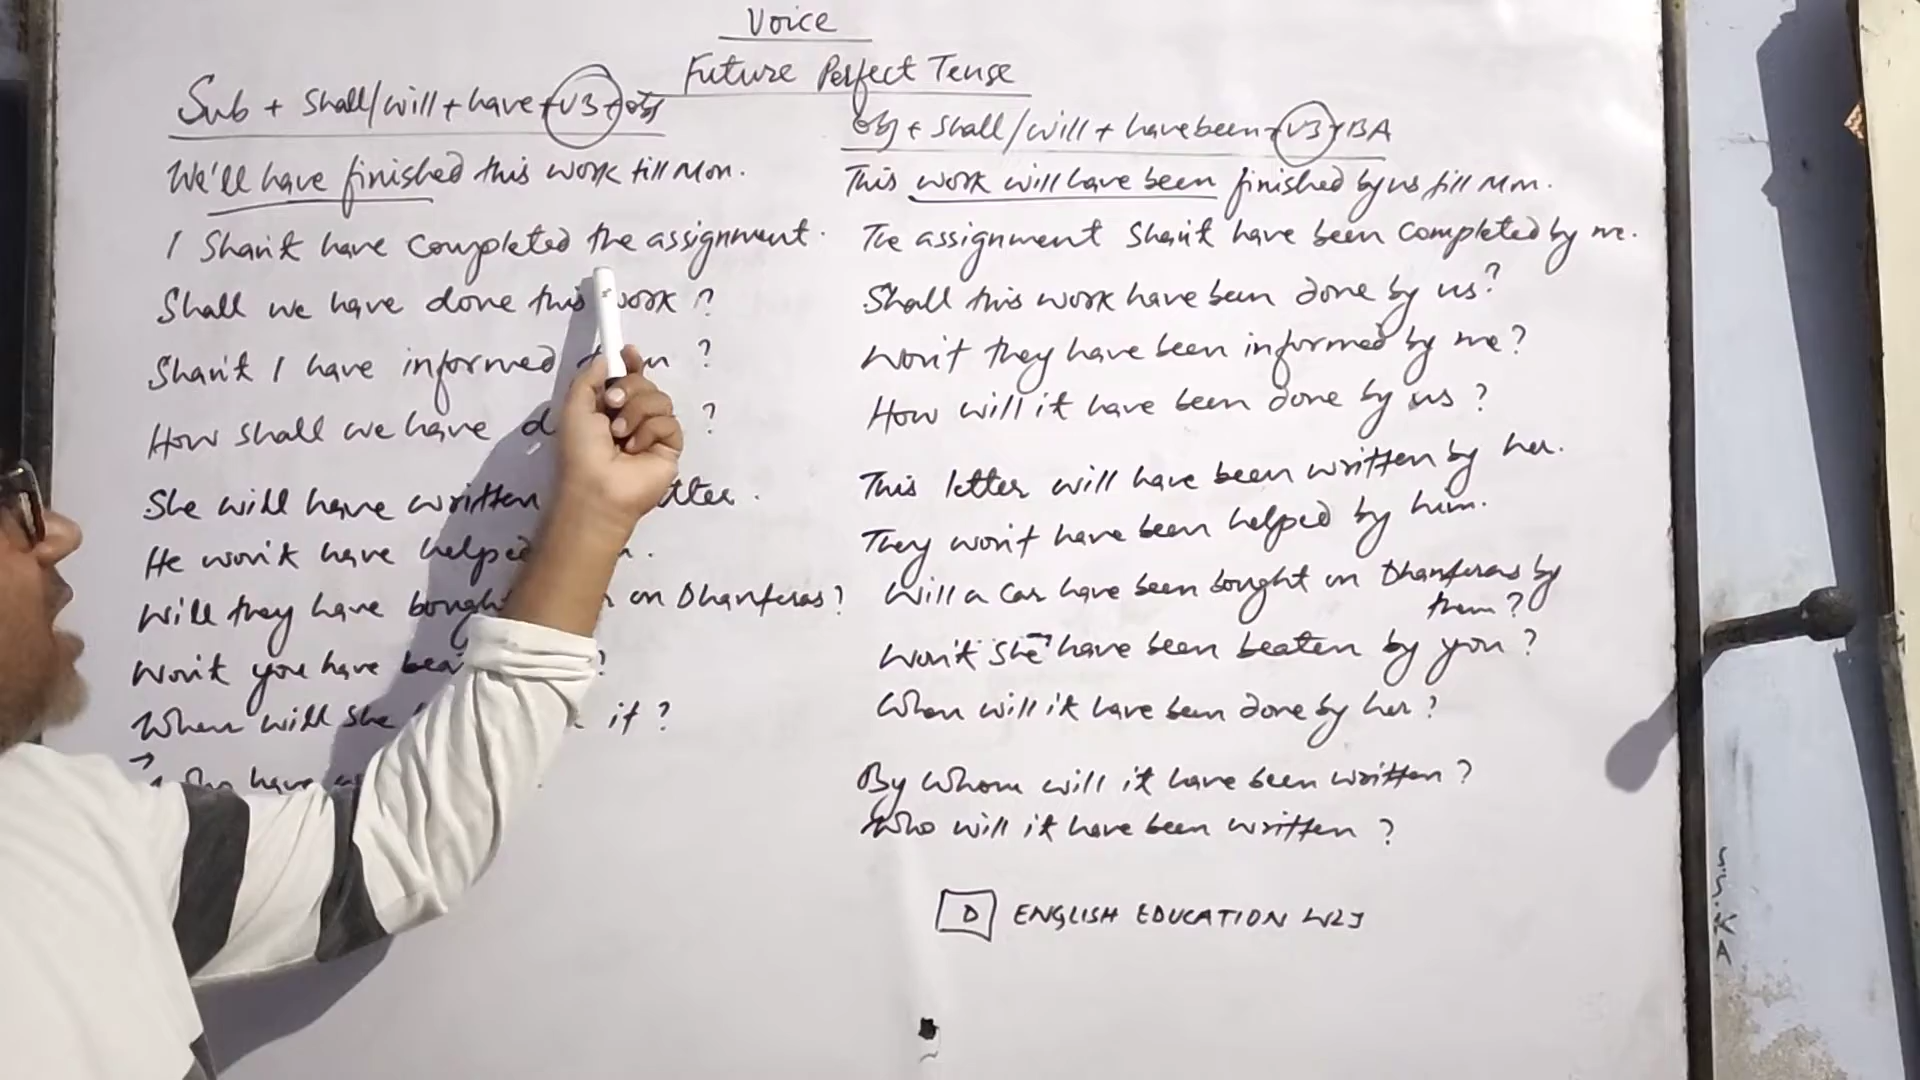 Voice
Future Perfect Tense
Sub + Shall/will + have + V3 + obj
We'll have finished this work till Mon.
I Shan't have completed the assignment.
Shall we have done this work?
Shan't I have informed ?
How shall we have ?
She will have written .
He won't have helped .
Will they have bought on Dhanteras?
Won't you have ?
When will she it?
Obj + Shall/will + have been + V3 + BA
This work will have been finished by us till Mon.
The assignment Shan't have been completed by me.
Shall this work have been done by us?
Won't they have been informed by me?
How will it have been done by us?
This letter will have been written by her.
They won't have been helped by him.
Will a car have been bought on Dhanteras by
them?
Won't she have been beaten by you?
When will it have been done by her?
By whom will it have been written?
Who will it have been written?
D ENGLISH EDUCATION